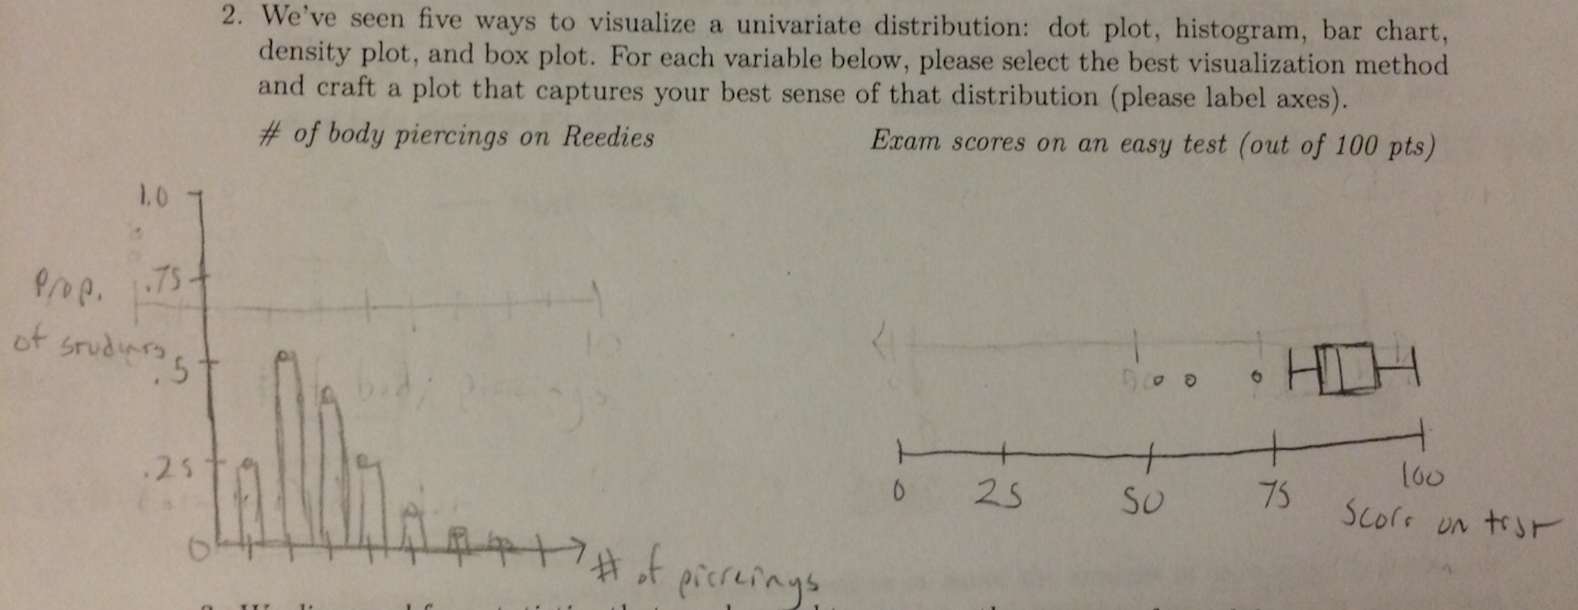 2. We've seen five ways to visualize a univariate distribution: dot plot, histogram, bar chart,
density plot, and box plot. For each variable below, please select the best visualization method
and craft a plot that captures your best sense of that distribution (please label axes).
# of body piercings on Reedies
Exam scores on an easy test (out of 100 pts)
1.0
.75
Prop.
of students
.5
.25
0
# of piercings
0 25 50 75 100
Score on test